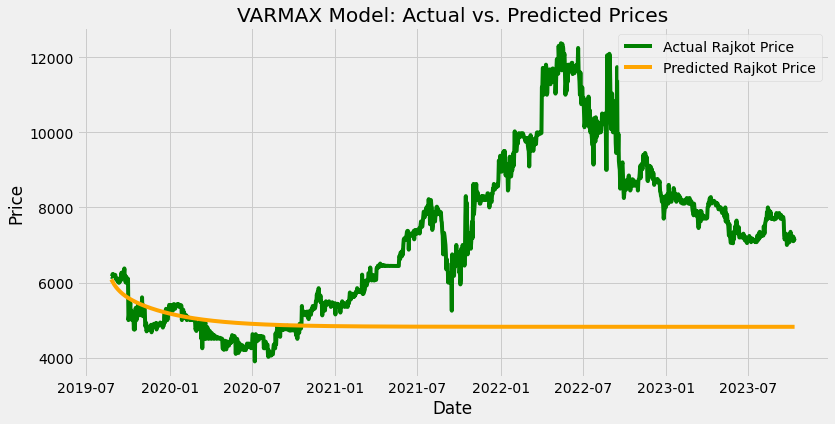 VARMAX Model: Actual vs. Predicted Prices
Actual Rajkot Price
Predicted Rajkot Price
Price
12000
10000
8000
6000
4000
2019-07 2020-01 2020-07 2021-01 2021-07 2022-01 2022-07 2023-01 2023-07
Date